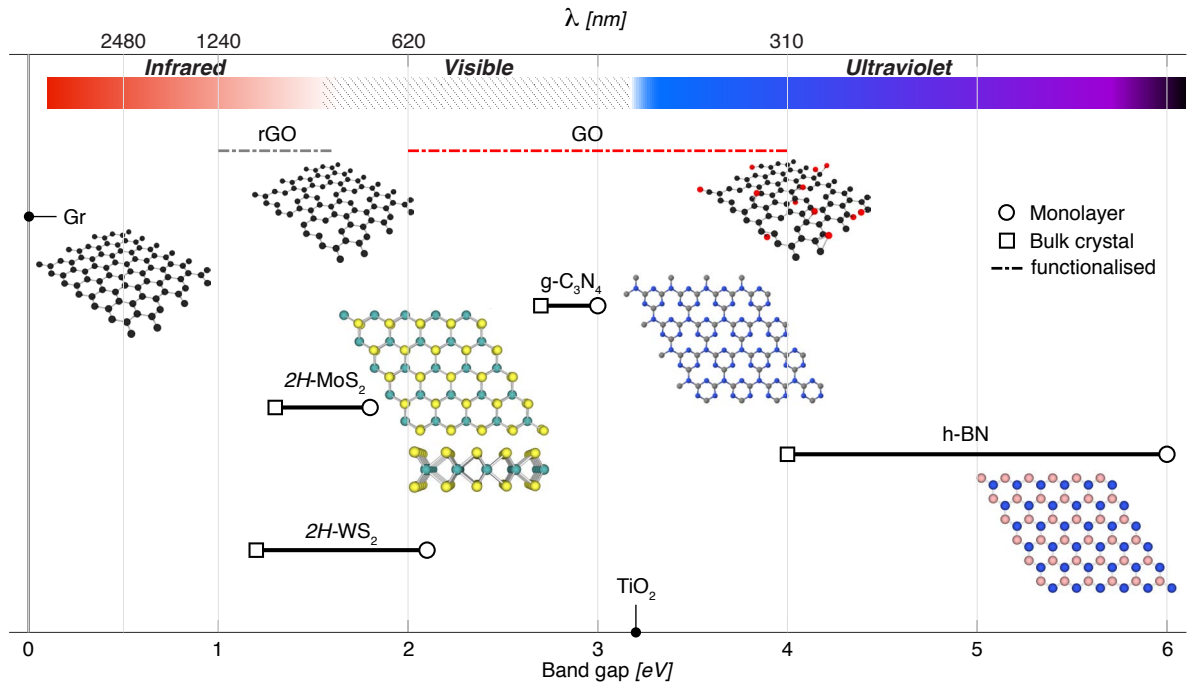 λ [nm]
2480 1240 620 310
Infrared Visible Ultraviolet
rGO GO
Gr
Monolayer
Bulk crystal
functionalised
g-C₃N₄
2H-MoS₂
h-BN
2H-WS₂
TiO₂
0 1 2 3 4 5 6
Band gap [eV]